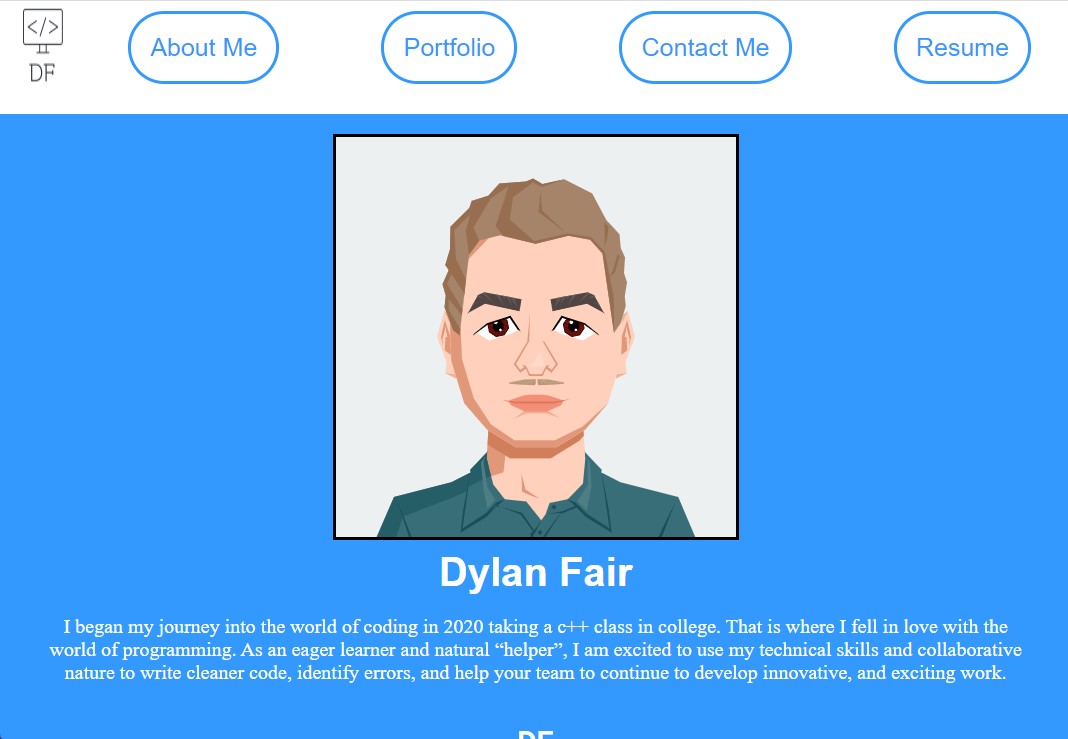 </>
DF
About Me
Portfolio
Contact Me
Resume
Dylan Fair
I began my journey into the world of coding in 2020 taking a c++ class in college. That is where I fell in love with the
world of programming. As an eager learner and natural “helper”, I am excited to use my technical skills and collaborative
nature to write cleaner code, identify errors, and help your team to continue to develop innovative, and exciting work.
DF